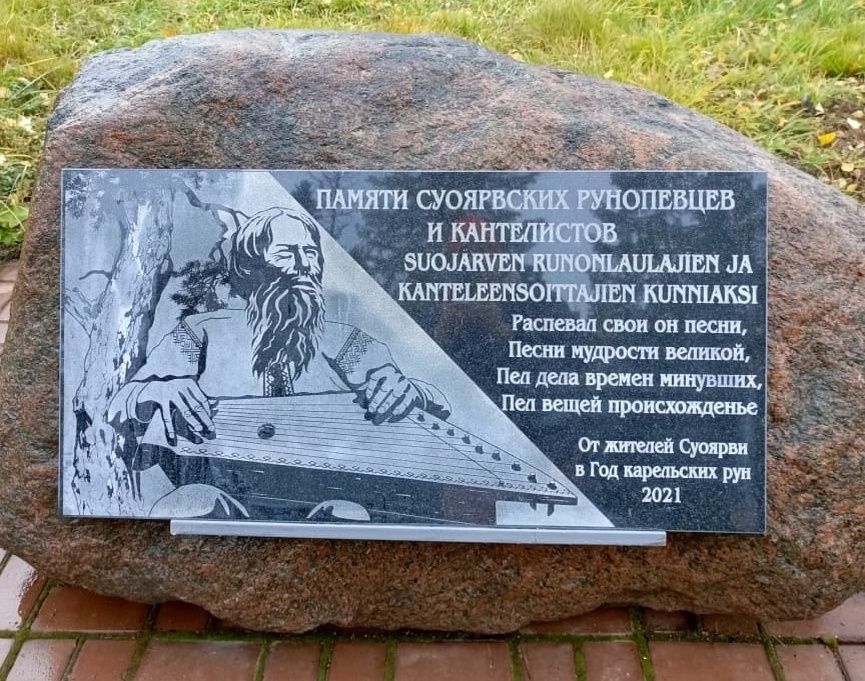 ПАМЯТИ СУОЯРВСКИХ РУНОПЕВЦЕВ
И КАНТЕЛИСТОВ
SUOJARVEN RUNONLAULAJIEN JA
KANTELEENSOITTAJIEN KUNNIAKSI
Распевал свои он песни,
Песни мудрости великой,
Пел дела времен минувших,
Пел вещей происхожденье
От жителей Суоярви
в Год карельских рун
2021